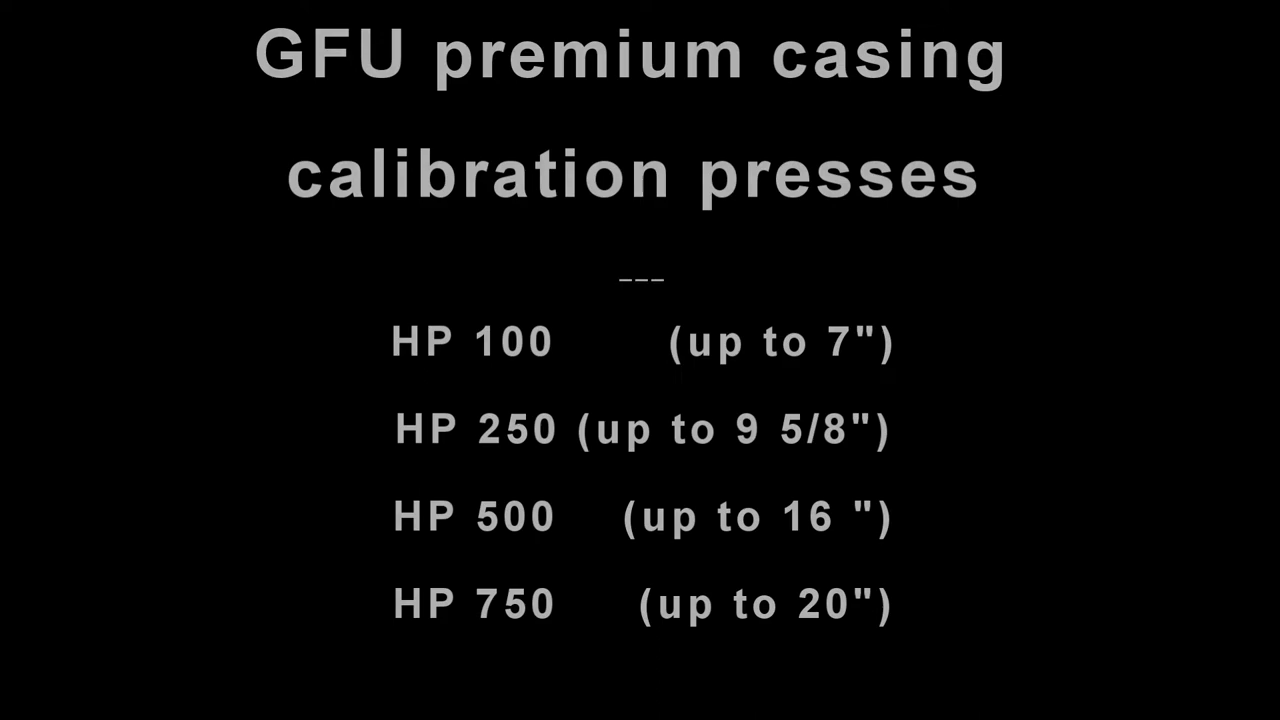 GFU premium casing
calibration presses
___
HP 100 (up to 7")
HP 250 (up to 9 5/8")
HP 500 (up to 16 ")
HP 750 (up to 20")